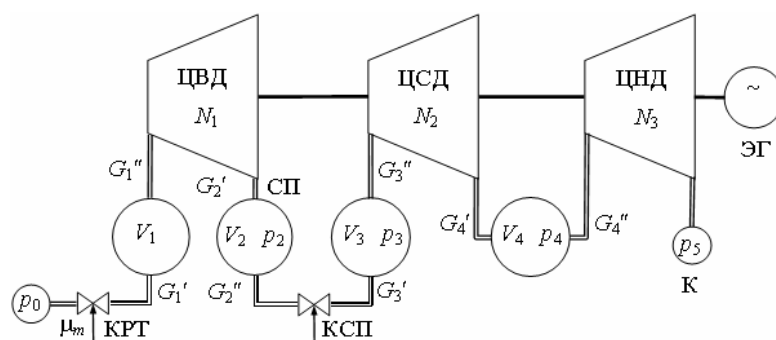 ЦВД ЦСД ЦНД ~
N₁ N₂ N₃
ЭГ
G₁″ G₂′ СП G₃″
V₁ V₂ p₂ V₃ p₃ G₄′ V₄ p₄ G₄″ p₅
К
p₀ G₁′ G₂″ G₃′
μₘ КРТ КСП